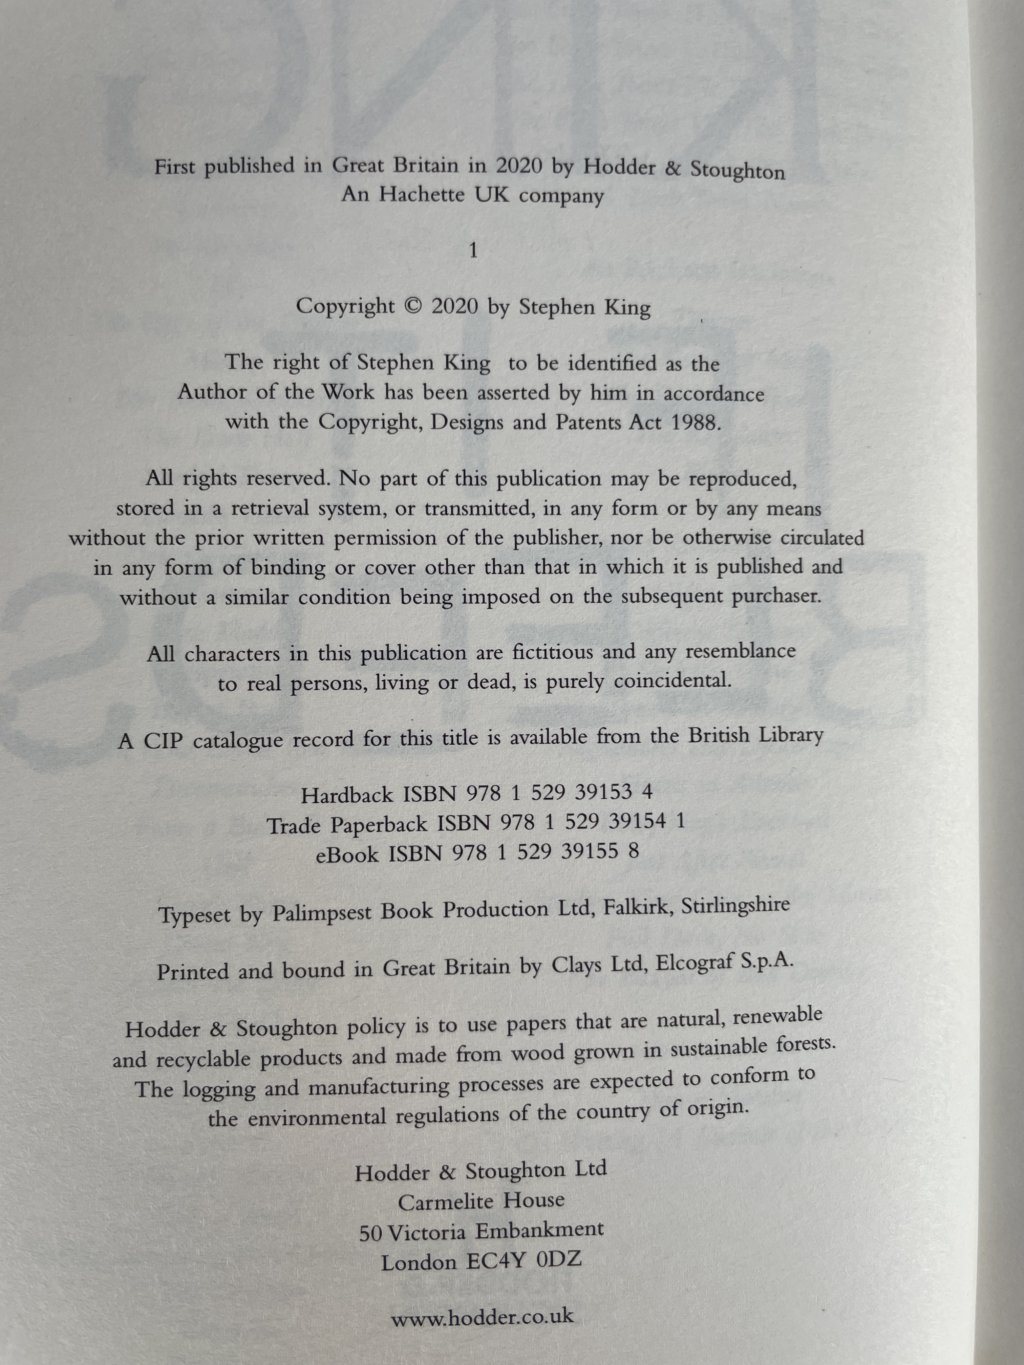 First published in Great Britain in 2020 by Hodder & Stoughton
An Hachette UK company
1
Copyright © 2020 by Stephen King
The right of Stephen King to be identified as the
Author of the Work has been asserted by him in accordance
with the Copyright, Designs and Patents Act 1988.
All rights reserved. No part of this publication may be reproduced,
stored in a retrieval system, or transmitted, in any form or by any means
without the prior written permission of the publisher, nor be otherwise circulated
in any form of binding or cover other than that in which it is published and
without a similar condition being imposed on the subsequent purchaser.
All characters in this publication are fictitious and any resemblance
to real persons, living or dead, is purely coincidental.
A CIP catalogue record for this title is available from the British Library
Hardback ISBN 978 1 529 39153 4
Trade Paperback ISBN 978 1 529 39154 1
eBook ISBN 978 1 529 39155 8
Typeset by Palimpsest Book Production Ltd, Falkirk, Stirlingshire
Printed and bound in Great Britain by Clays Ltd, Elcograf S.p.A.
Hodder & Stoughton policy is to use papers that are natural, renewable
and recyclable products and made from wood grown in sustainable forests.
The logging and manufacturing processes are expected to conform to
the environmental regulations of the country of origin.
Hodder & Stoughton Ltd
Carmelite House
50 Victoria Embankment
London EC4Y 0DZ
www.hodder.co.uk